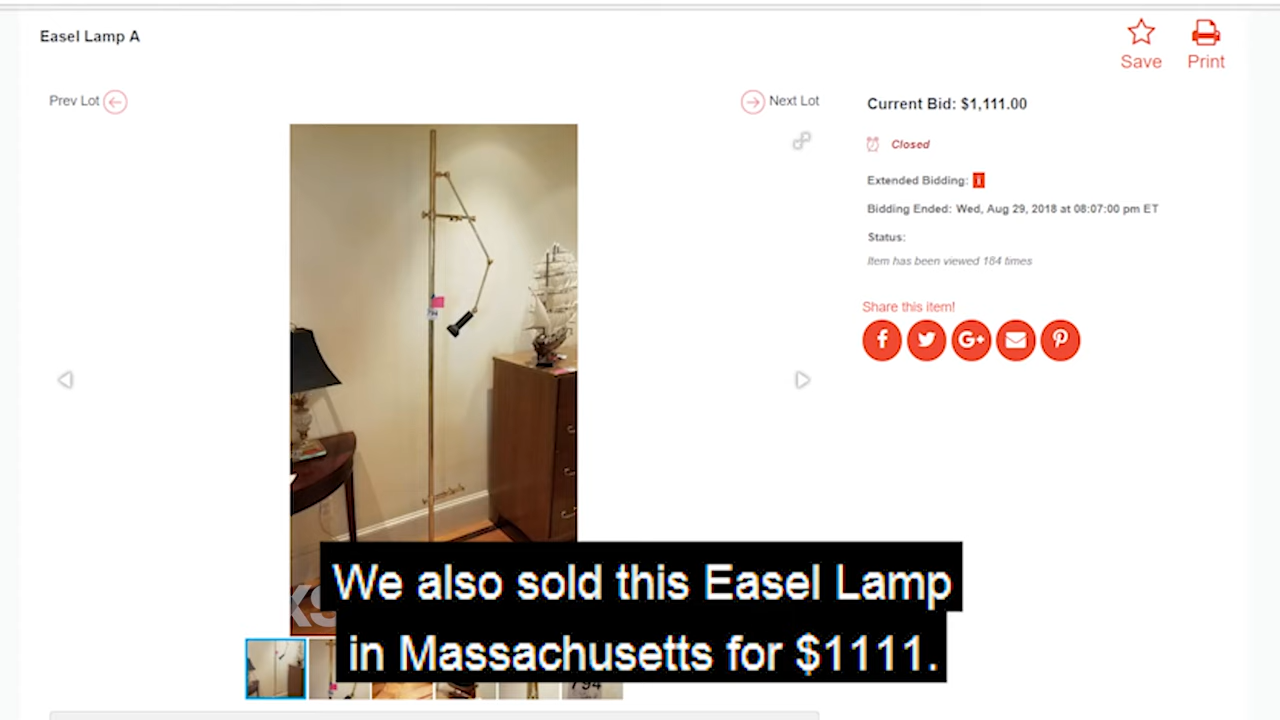 Easel Lamp A
Save
Print
Prev Lot
Next Lot
Current Bid: $1,111.00
Closed
Extended Bidding: i
Bidding Ended: Wed, Aug 29, 2018 at 08:07:00 pm ET
Status:
Item has been viewed 184 times
Share this item!
794
We also sold this Easel Lamp
in Massachusetts for $1111.
794